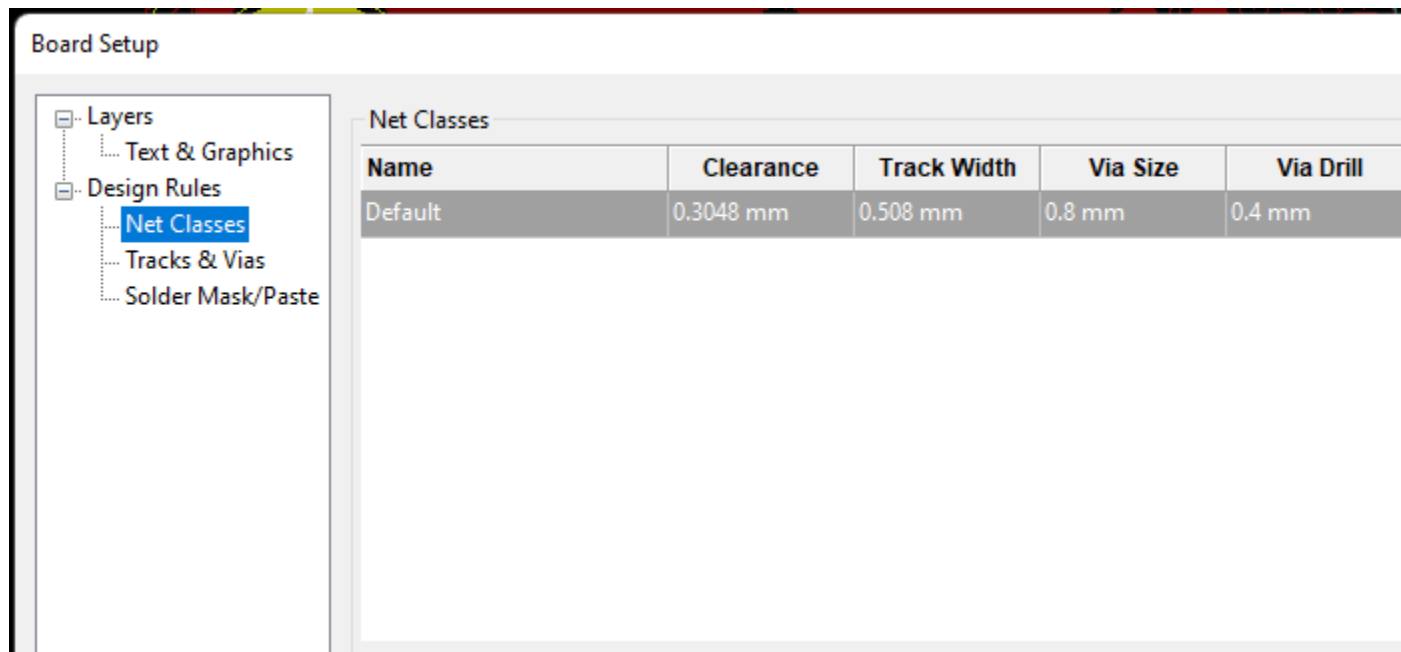 Board Setup
Layers
Text & Graphics
Design Rules
Net Classes
Tracks & Vias
Solder Mask/Paste
Net Classes
Name Clearance Track Width Via Size Via Drill
Default 0.3048 mm 0.508 mm 0.8 mm 0.4 mm